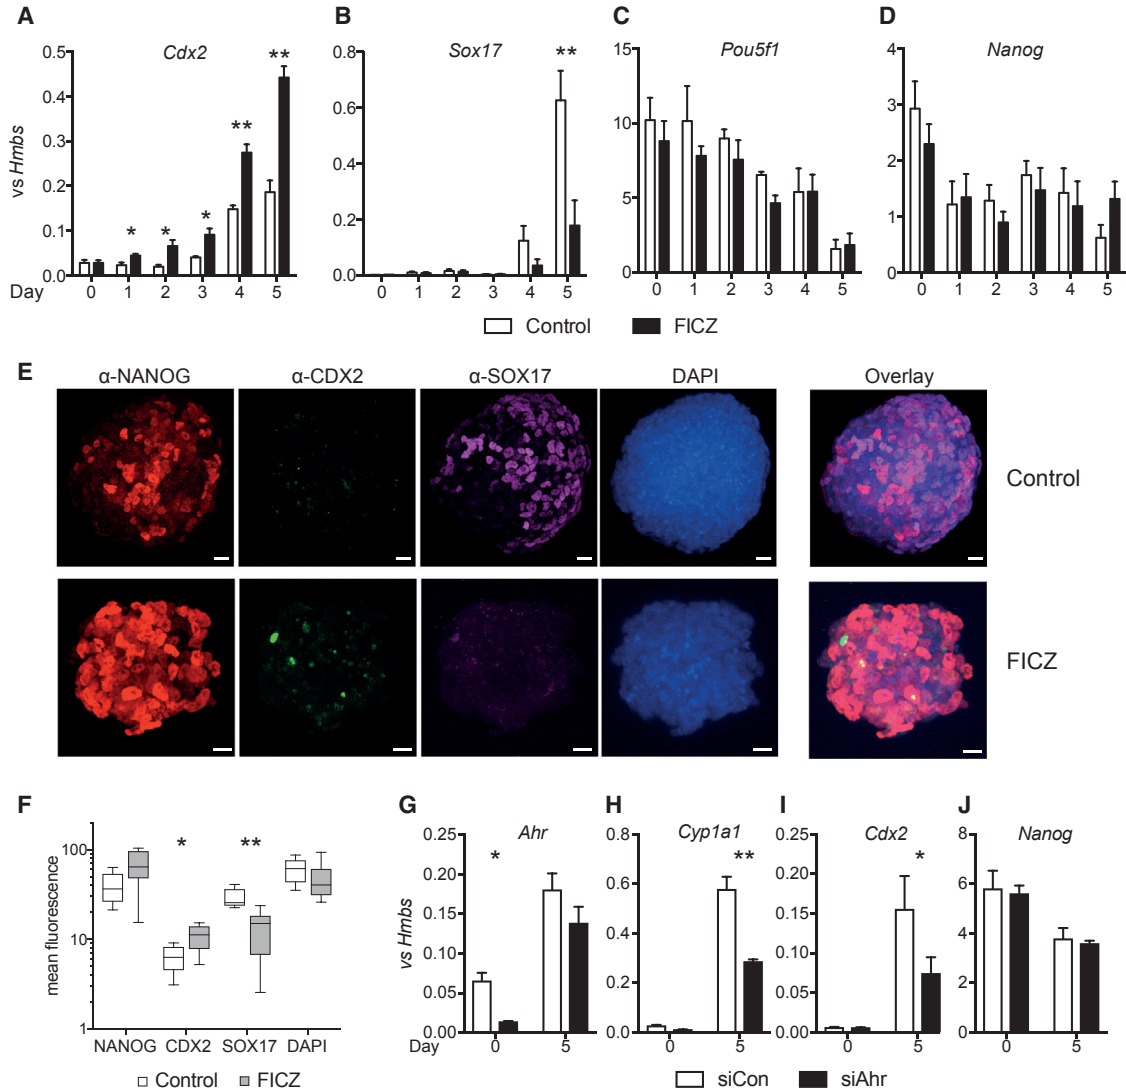 A B C D
Cdx2 Sox17 Pou5f1 Nanog
** ** * * * **
vs Hmbs
0.5 0.4 0.3 0.2 0.1 0.0
0.8 0.6 0.4 0.2 0.0
15 10 5 0
4 3 2 1 0
Day 0 1 2 3 4 5 0 1 2 3 4 5 0 1 2 3 4 5 0 1 2 3 4 5
Control FICZ
E
α-NANOG α-CDX2 α-SOX17 DAPI Overlay
Control
FICZ
F
mean fluorescence
100
10
1
* **
NANOG CDX2 SOX17 DAPI
Control FICZ
G H I J
Ahr Cyp1a1 Cdx2 Nanog
* ** *
vs Hmbs
0.25 0.20 0.15 0.10 0.05 0.00
0.8 0.6 0.4 0.2 0.0
0.25 0.20 0.15 0.10 0.05 0.00
8 6 4 2 0
Day 0 5 0 5 0 5 0 5
siCon siAhr